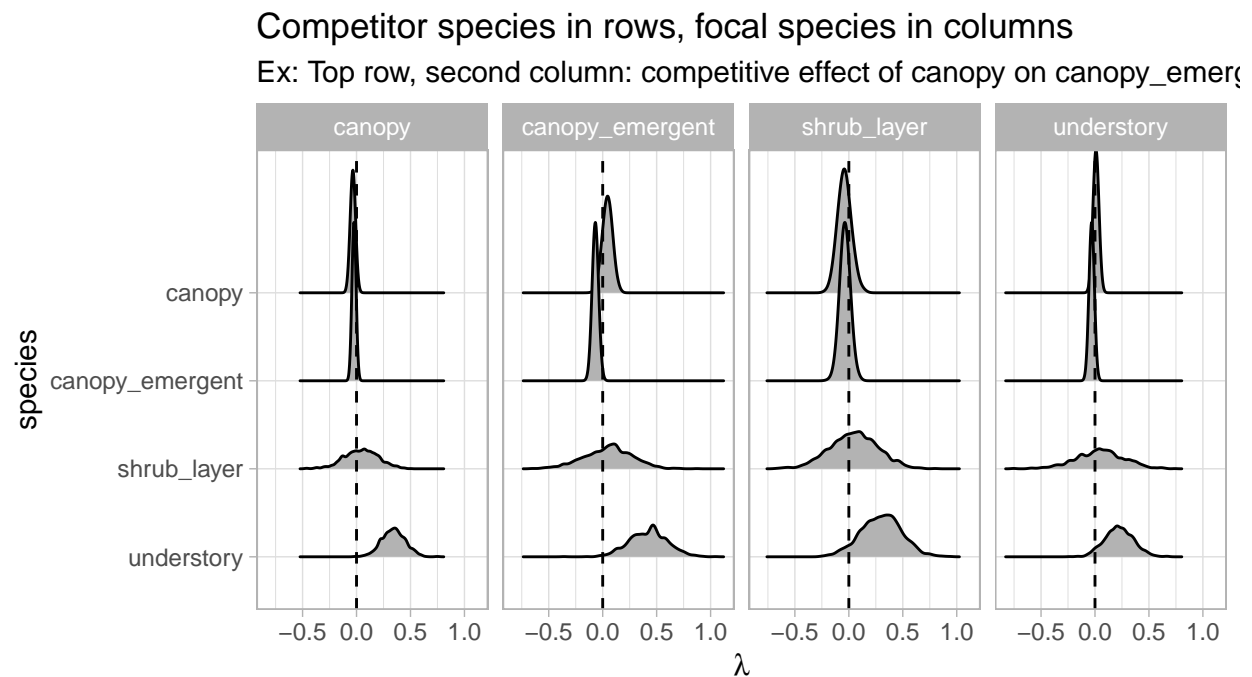 Competitor species in rows, focal species in columns
Ex: Top row, second column: competitive effect of canopy on canopy_emerg
canopy canopy_emergent shrub_layer understory
species
canopy
canopy_emergent
shrub_layer
understory
−0.5 0.0 0.5 1.0 −0.5 0.0 0.5 1.0 −0.5 0.0 0.5 1.0 −0.5 0.0 0.5 1.0
λ